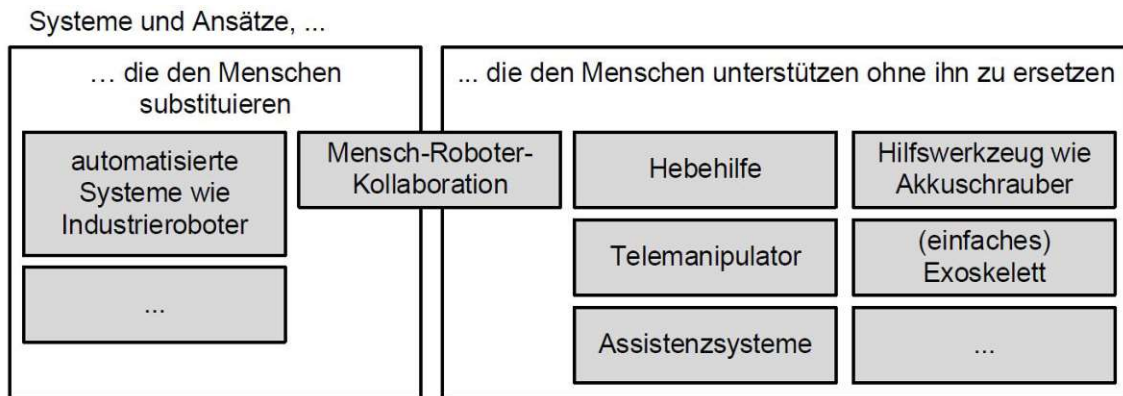 Systeme und Ansätze, ...
… die den Menschen
substituieren
automatisierte
Systeme wie
Industrieroboter
...
Mensch-Roboter-
Kollaboration
... die den Menschen unterstützen ohne ihn zu ersetzen
Hebehilfe
Hilfswerkzeug wie
Akkuschrauber
Telemanipulator
(einfaches)
Exoskelett
Assistenzsysteme
...